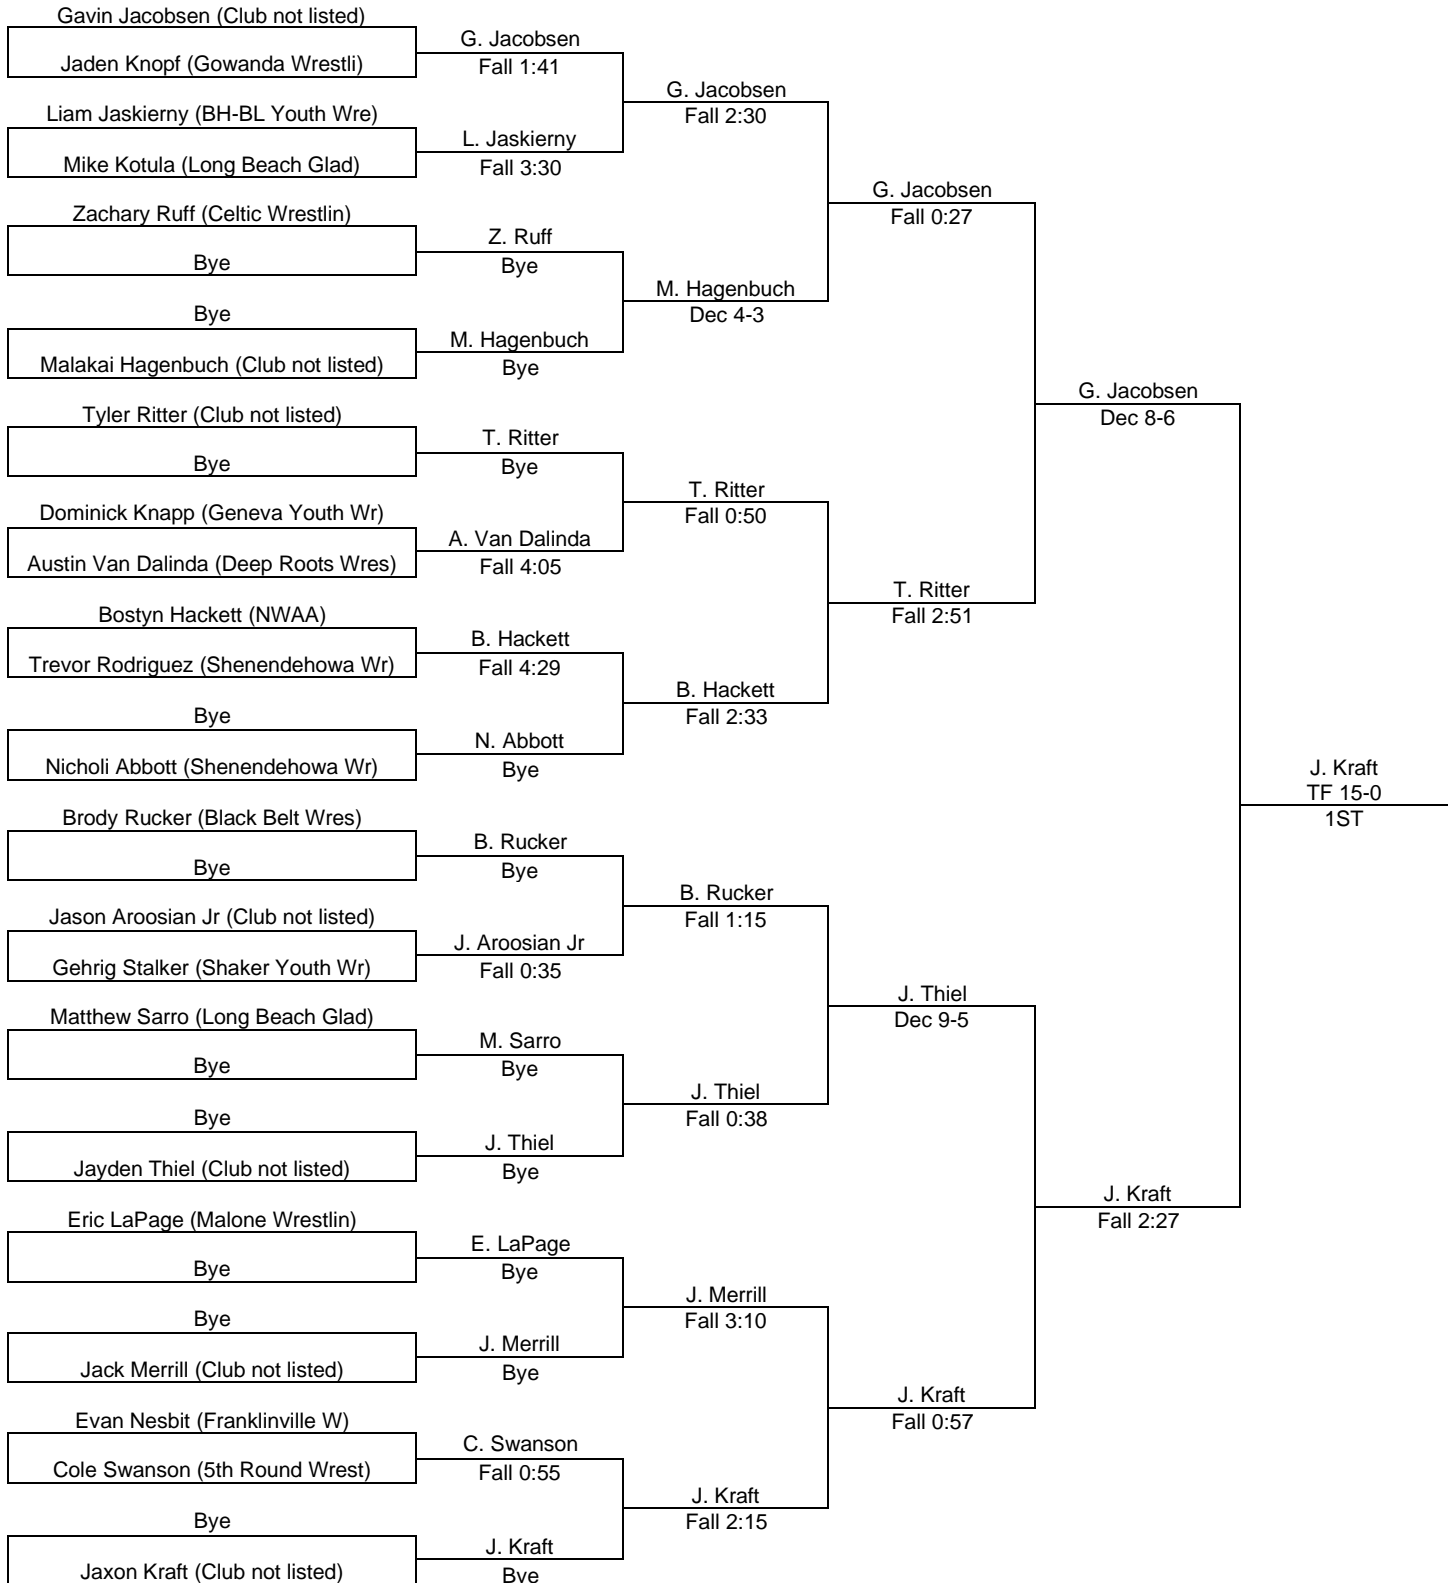 Gavin Jacobsen (Club not listed)
Jaden Knopf (Gowanda Wrestli)
Liam Jaskierny (BH-BL Youth Wre)
Mike Kotula (Long Beach Glad)
Zachary Ruff (Celtic Wrestlin)
Bye
Bye
Malakai Hagenbuch (Club not listed)
Tyler Ritter (Club not listed)
Bye
Dominick Knapp (Geneva Youth Wr)
Austin Van Dalinda (Deep Roots Wres)
Bostyn Hackett (NWAA)
Trevor Rodriguez (Shenendehowa Wr)
Bye
Nicholi Abbott (Shenendehowa Wr)
Brody Rucker (Black Belt Wres)
Bye
Jason Aroosian Jr (Club not listed)
Gehrig Stalker (Shaker Youth Wr)
Matthew Sarro (Long Beach Glad)
Bye
Bye
Jayden Thiel (Club not listed)
Eric LaPage (Malone Wrestlin)
Bye
Bye
Jack Merrill (Club not listed)
Evan Nesbit (Franklinville W)
Cole Swanson (5th Round Wrest)
Bye
Jaxon Kraft (Club not listed)
G. Jacobsen
Fall 1:41
L. Jaskierny
Fall 3:30
Z. Ruff
Bye
M. Hagenbuch
Bye
T. Ritter
Bye
A. Van Dalinda
Fall 4:05
B. Hackett
Fall 4:29
N. Abbott
Bye
B. Rucker
Bye
J. Aroosian Jr
Fall 0:35
M. Sarro
Bye
J. Thiel
Bye
E. LaPage
Bye
J. Merrill
Bye
C. Swanson
Fall 0:55
J. Kraft
Bye
G. Jacobsen
Fall 2:30
M. Hagenbuch
Dec 4-3
T. Ritter
Fall 0:50
B. Hackett
Fall 2:33
B. Rucker
Fall 1:15
J. Thiel
Fall 0:38
J. Merrill
Fall 3:10
J. Kraft
Fall 2:15
G. Jacobsen
Fall 0:27
T. Ritter
Fall 2:51
J. Thiel
Dec 9-5
J. Kraft
Fall 0:57
G. Jacobsen
Dec 8-6
J. Kraft
Fall 2:27
J. Kraft
TF 15-0
1ST